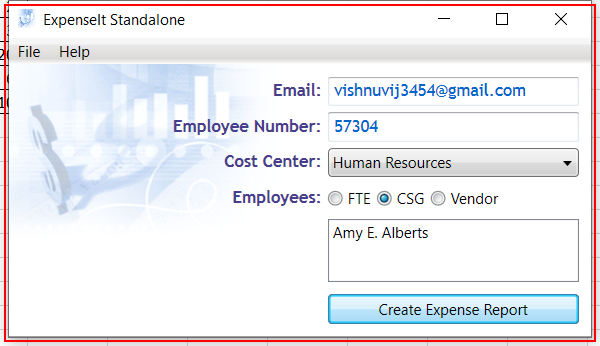 ExpenseIt Standalone
File Help
Email: vishnuvij3454@gmail.com
Employee Number: 57304
Cost Center: Human Resources
Employees: FTE CSG Vendor
Amy E. Alberts
Create Expense Report